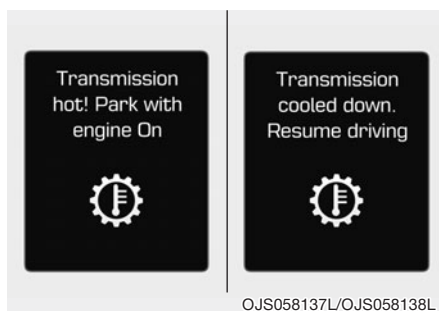 Transmission
hot! Park with
engine On
Transmission
cooled down.
Resume driving
OJS058137L/OJS058138L